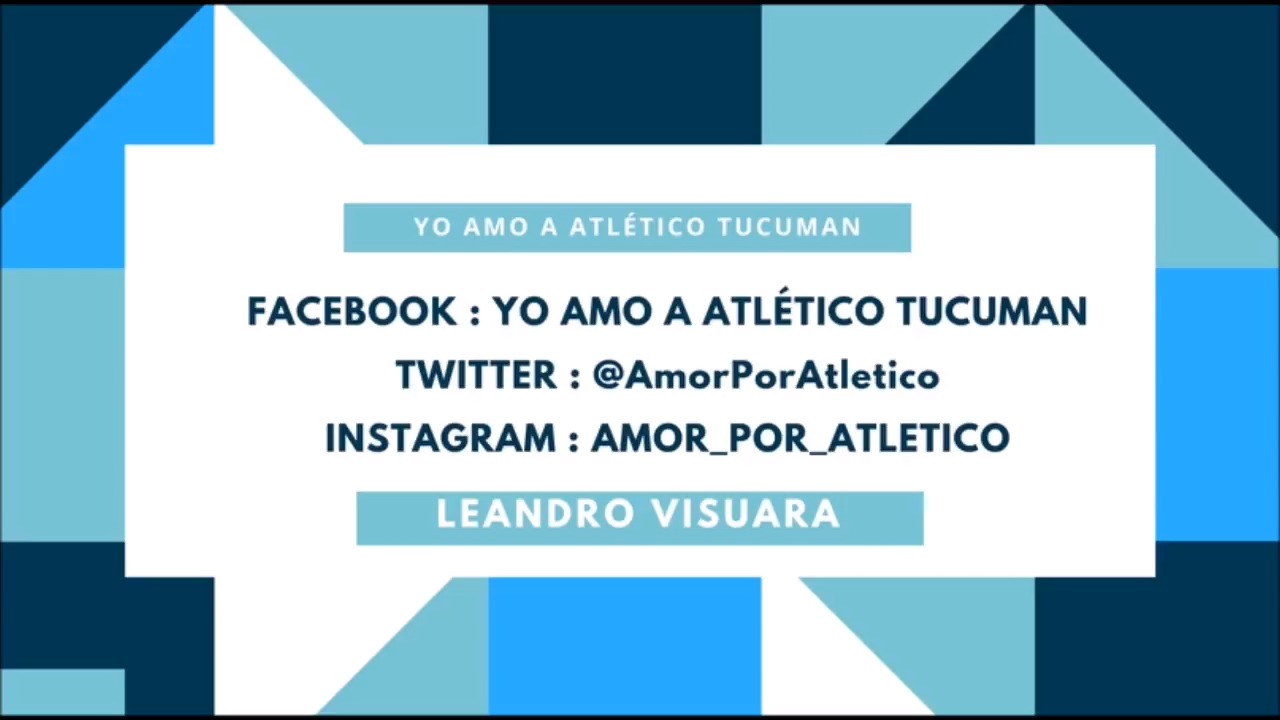 YO AMO A ATLÉTICO TUCUMAN
FACEBOOK : YO AMO A ATLÉTICO TUCUMAN
TWITTER : @AmorPorAtletico
INSTAGRAM : AMOR_POR_ATLETICO
LEANDRO VISUARA